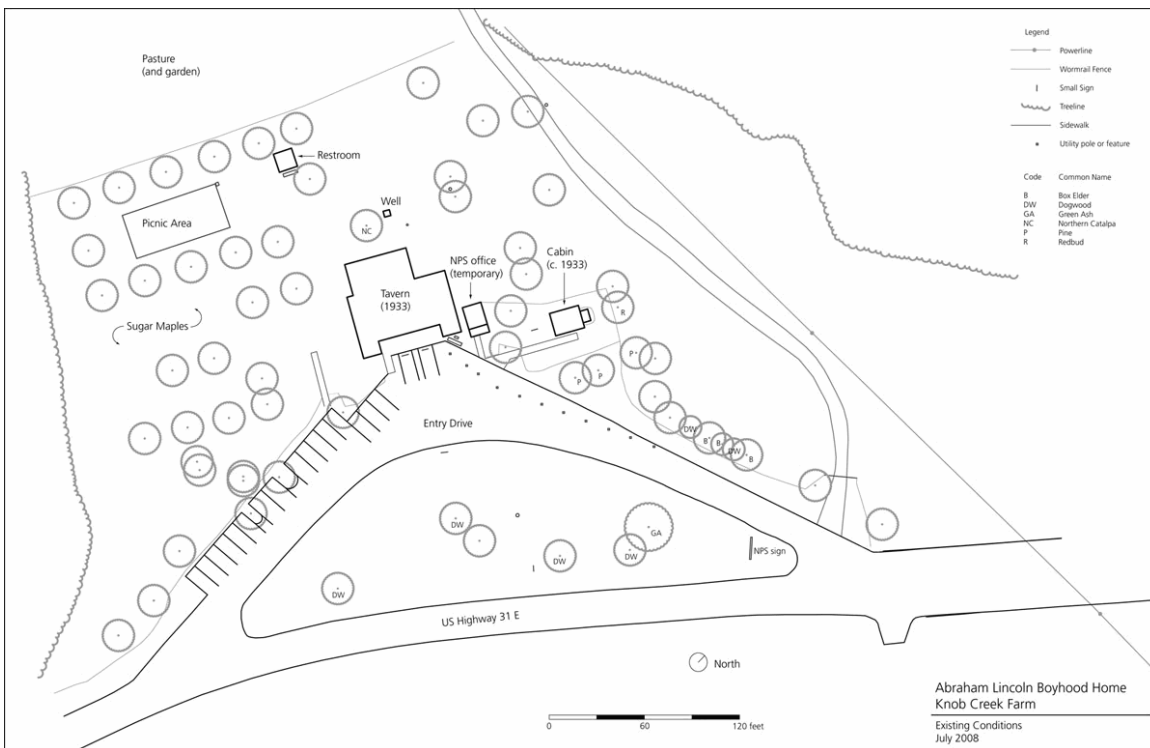 Pasture
(and garden)
Restroom
Picnic Area
Well
NC
NPS office
(temporary)
Cabin
(c. 1933)
Tavern
(1933)
R
Sugar Maples
P
P
P
DW
B
B
DW
B
Entry Drive
DW
GA
DW
DW
NPS sign
DW
US Highway 31 E
North
0
60
120 feet
Legend
Powerline
Wormrail Fence
Small Sign
Treeline
Sidewalk
Utility pole or feature
Code Common Name
B Box Elder
DW Dogwood
GA Green Ash
NC Northern Catalpa
P Pine
R Redbud
Abraham Lincoln Boyhood Home
Knob Creek Farm
Existing Conditions
July 2008